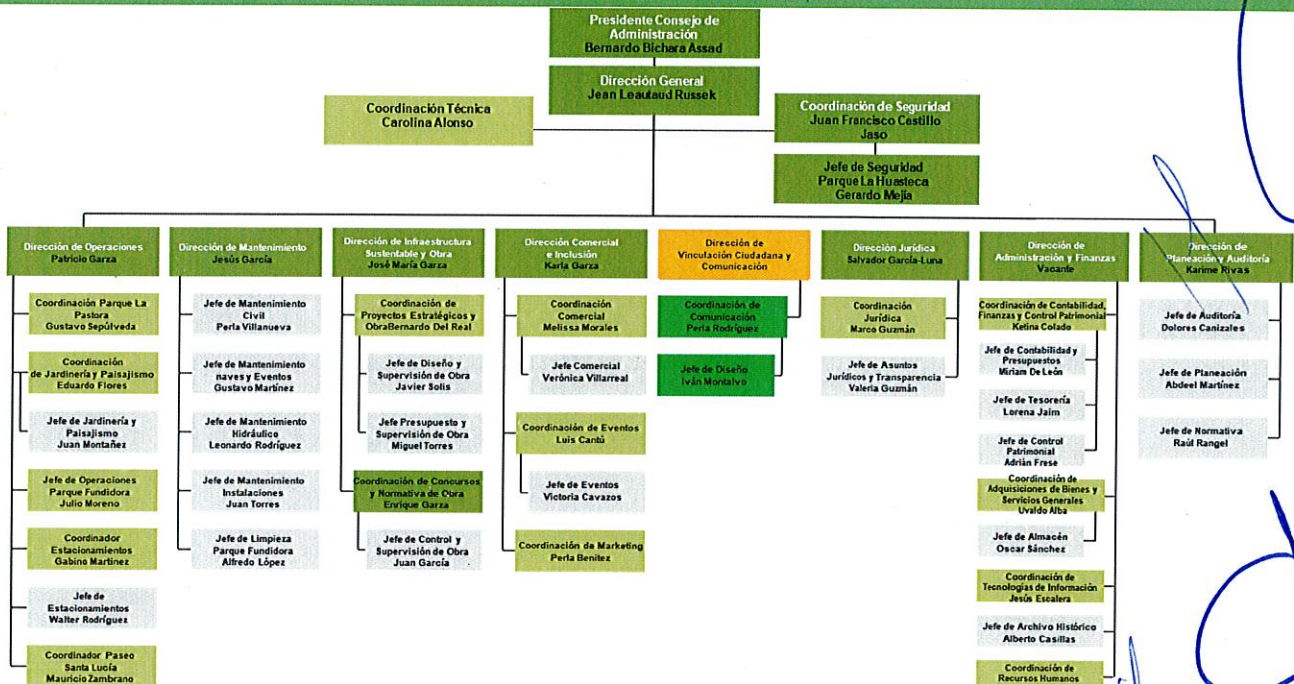 Presidente Consejo de
Administración
Bernardo Bichara Assad
Dirección General
Jean Leautaud Russek
Coordinación Técnica
Carolina Alonso
Coordinación de Seguridad
Juan Francisco Castillo
Jaso
Jefe de Seguridad
Parque La Huasteca
Gerardo Mejía
Dirección de Operaciones
Patricio Garza
Coordinación Parque La
Pastora
Gustavo Sepúlveda
Coordinación
de Jardinería y Paisajismo
Eduardo Flores
Jefe de Jardinería y
Paisajismo
Juan Montañez
Jefe de Operaciones
Parque Fundidora
Julio Moreno
Coordinador
Estacionamientos
Gabino Martínez
Jefe de
Estacionamientos
Walter Rodríguez
Coordinador Paseo
Santa Lucía
Mauricio Zambrano
Dirección de Mantenimiento
Jesús García
Jefe de Mantenimiento
Civil
Perla Villanueva
Jefe de Mantenimiento
naves y Eventos
Gustavo Martínez
Jefe de Mantenimiento
Hidráulico
Leonardo Rodríguez
Jefe de Mantenimiento
Instalaciones
Juan Torres
Jefe de Limpieza
Parque Fundidora
Alfredo López
Dirección de Infraestructura
Sustentable y Obra
José María Garza
Coordinación de
Proyectos Estratégicos y
ObraBernardo Del Real
Jefe de Diseño y
Supervisión de Obra
Javier Solis
Jefe Presupuesto y
Supervisión de Obra
Miguel Torres
Coordinación de Concursos
y Normativa de Obra
Enrique Garza
Jefe de Control y
Supervisión de Obra
Juan García
Dirección Comercial
e Inclusión
Karla Garza
Coordinación
Comercial
Melissa Morales
Jefe Comercial
Verónica Villarreal
Coordinación de Eventos
Luis Cantú
Jefe de Eventos
Victoria Cavazos
Coordinación de Marketing
Perla Benitez
Dirección de
Vinculación Ciudadana y
Comunicación
Coordinación de
Comunicación
Perla Rodríguez
Jefe de Diseño
Iván Montalvo
Dirección Jurídica
Salvador García-Luna
Coordinación
Jurídica
Marco Guzmán
Jefe de Asuntos
Jurídicos y Transparencia
Valeria Guzmán
Dirección de
Administración y Finanzas
Vacante
Coordinación de Contabilidad,
Finanzas y Control Patrimonial
Ketina Colado
Jefe de Contabilidad y
Presupuestos
Miriam De León
Jefe de Tesorería
Lorena Jaim
Jefe de Control
Patrimonial
Adrián Frese
Coordinación de
Adquisiciones de Bienes y
Servicios Generales
Uvaldo Alba
Jefe de Almacén
Oscar Sánchez
Coordinación de
Tecnologías de Información
Jesús Escalera
Jefe de Archivo Histórico
Alberto Casillas
Coordinación de
Recursos Humanos
Dirección de
Planeación y Auditoría
Karime Rivas
Jefe de Auditoría
Dolores Canizales
Jefe de Planeación
Abdeel Martínez
Jefe de Normativa
Raúl Rangel